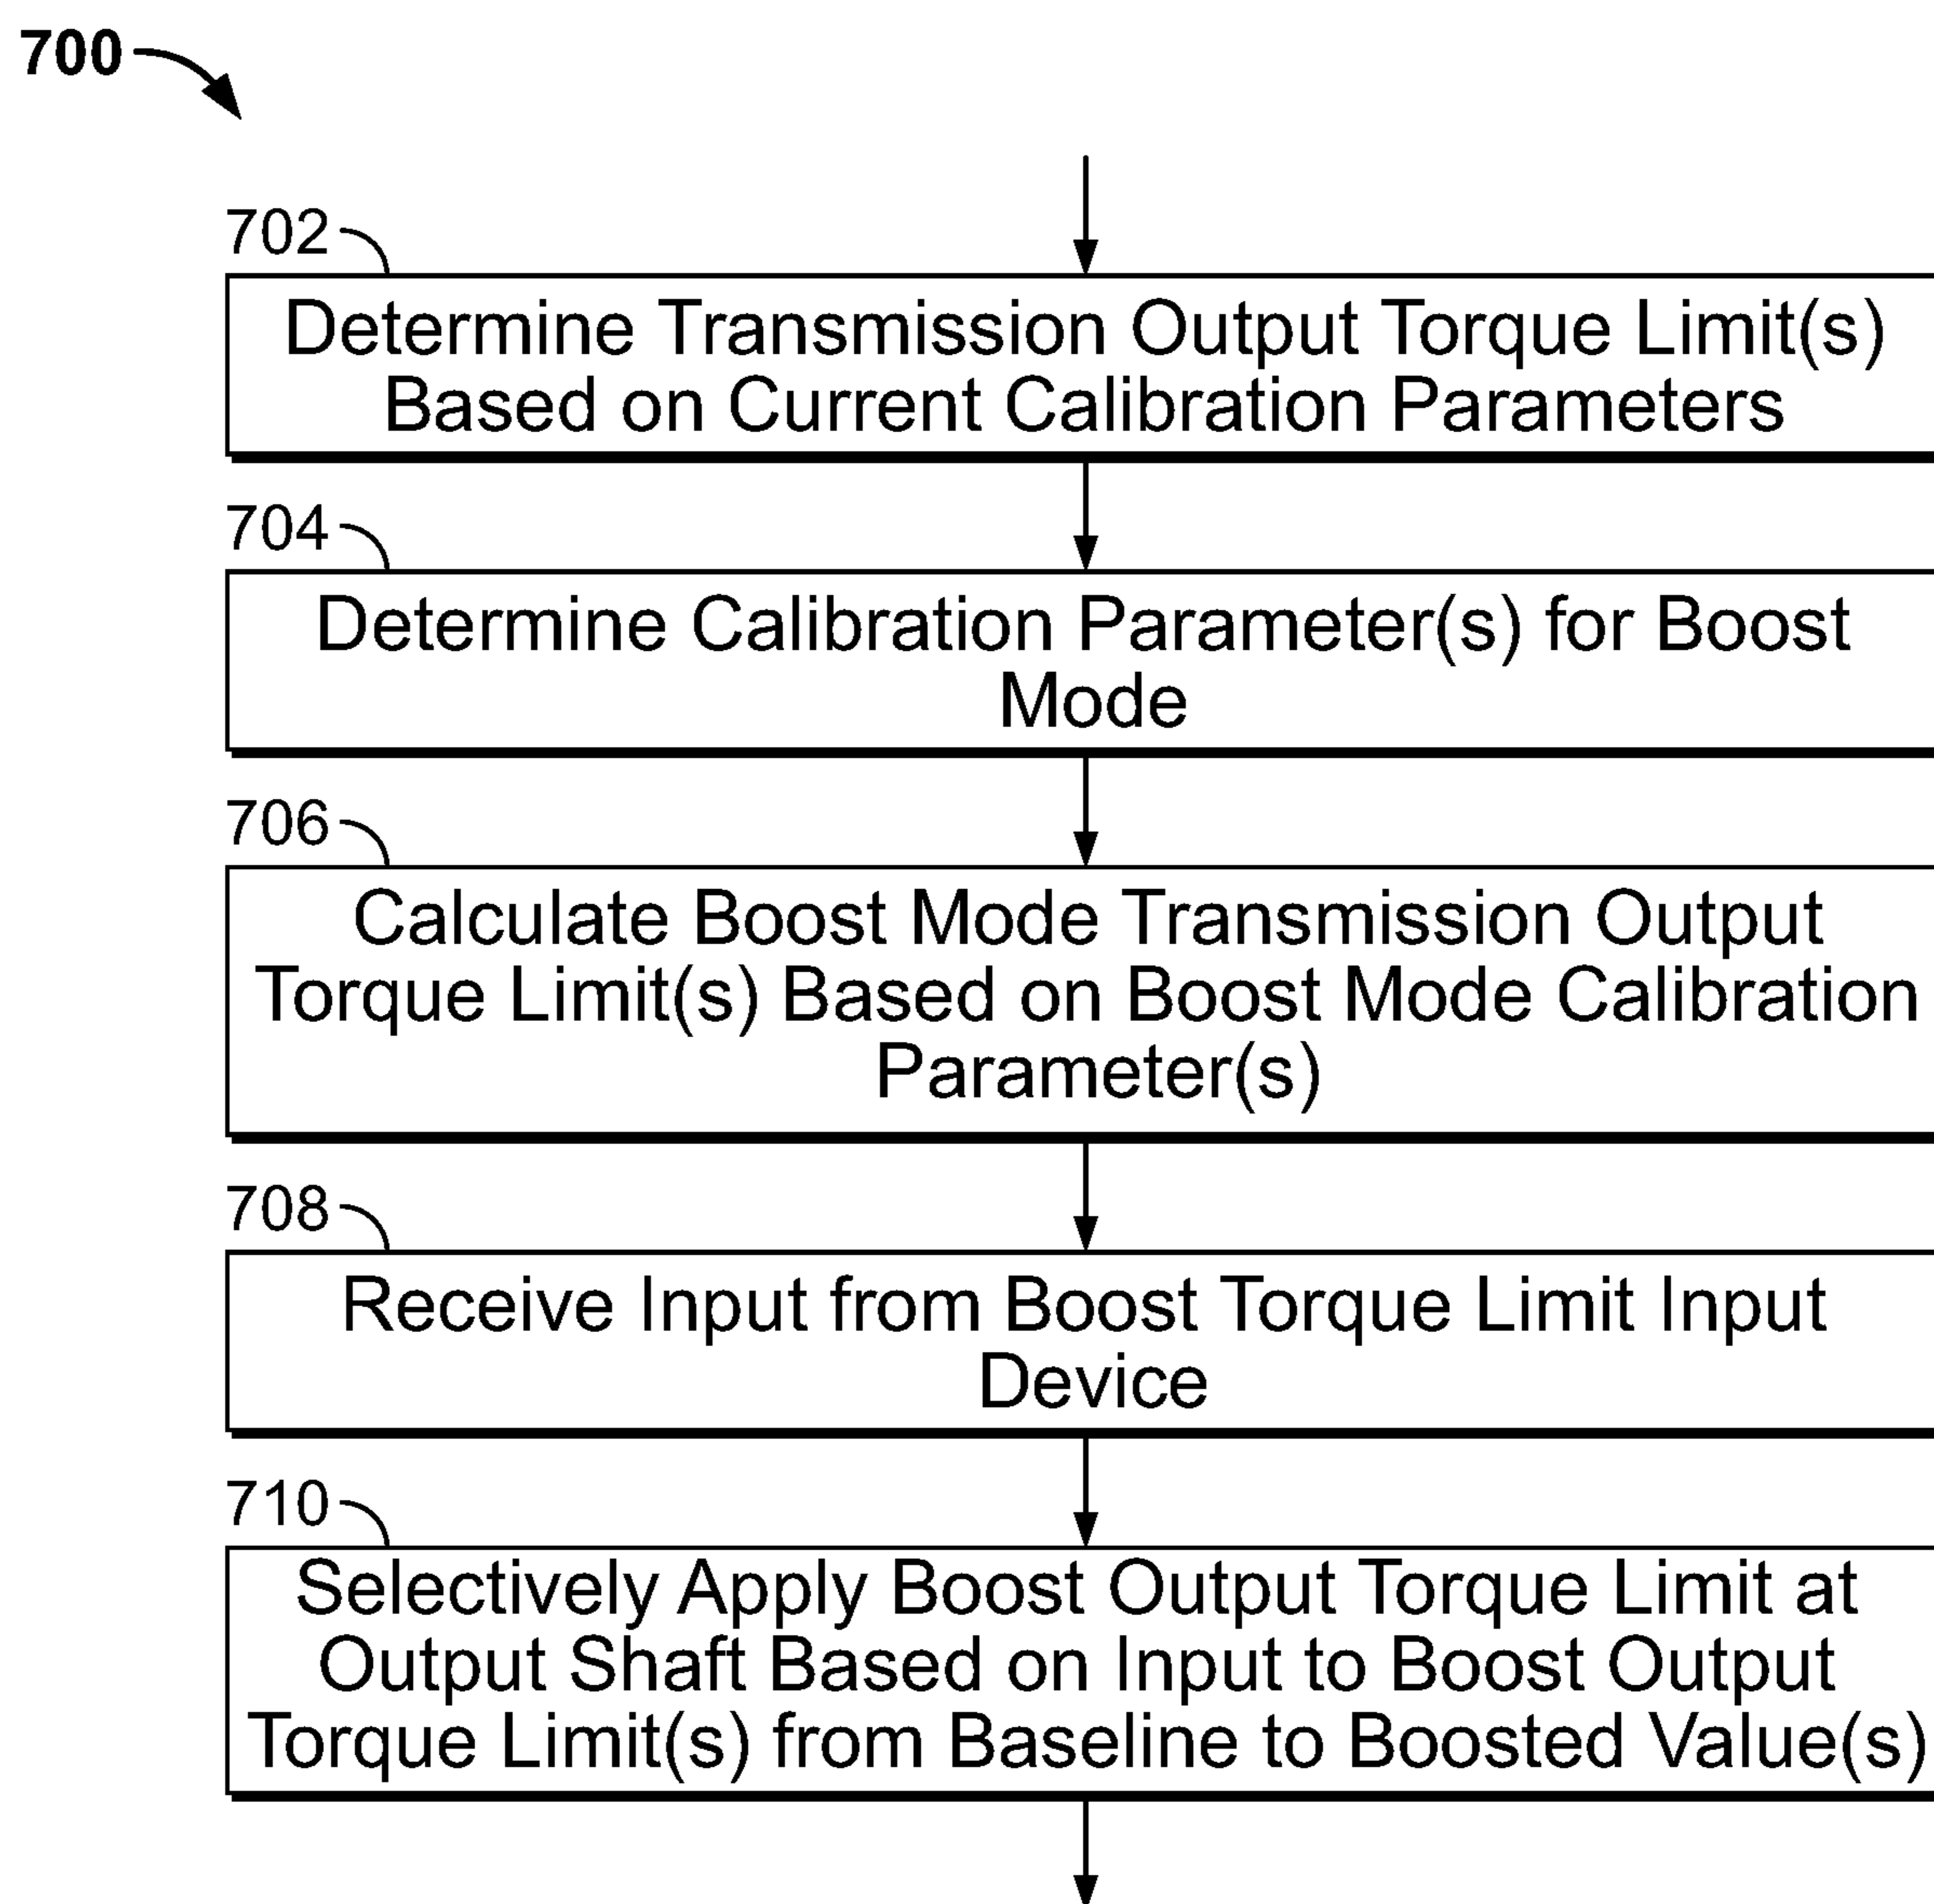 700
702
Determine Transmission Output Torque Limit(s)
Based on Current Calibration Parameters
704
Determine Calibration Parameter(s) for Boost
Mode
706
Calculate Boost Mode Transmission Output
Torque Limit(s) Based on Boost Mode Calibration
Parameter(s)
708
Receive Input from Boost Torque Limit Input
Device
710
Selectively Apply Boost Output Torque Limit at
Output Shaft Based on Input to Boost Output
Torque Limit(s) from Baseline to Boosted Value(s)